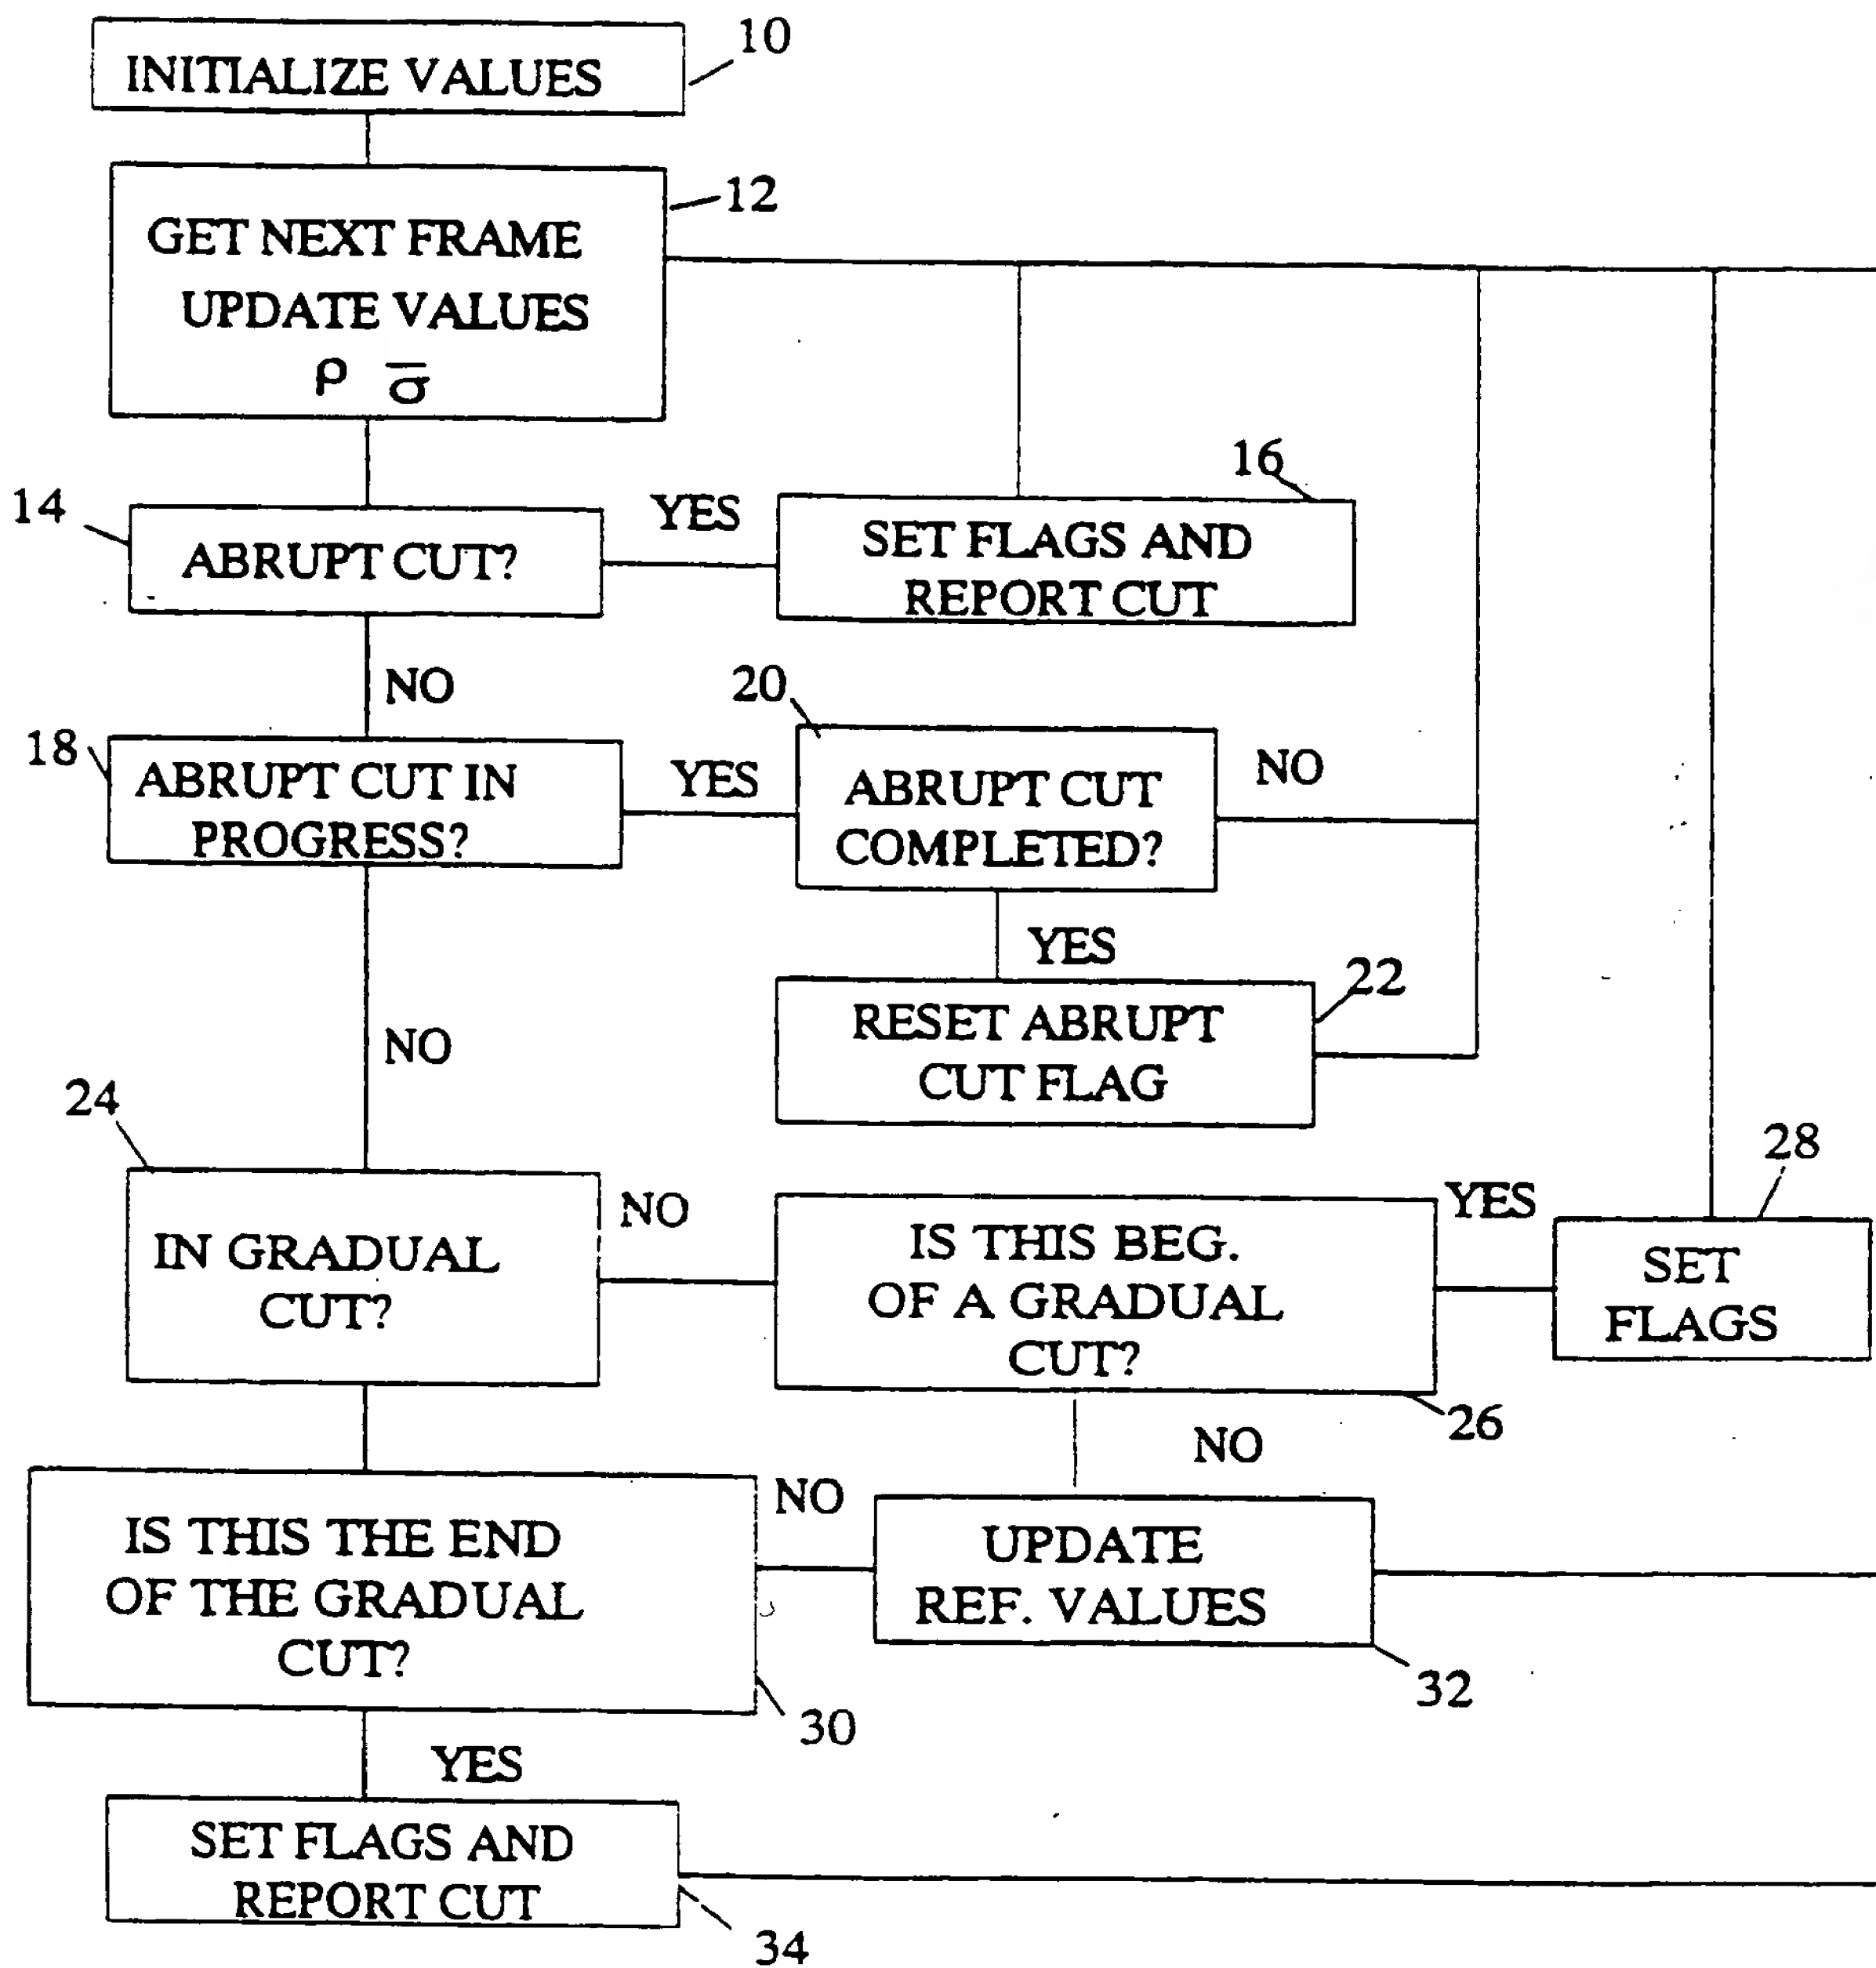 INITIALIZE VALUES
10
GET NEXT FRAME
UPDATE VALUES
ρ σ̅
12
14
ABRUPT CUT?
YES
16
SET FLAGS AND
REPORT CUT
NO
18
ABRUPT CUT IN
PROGRESS?
YES
20
ABRUPT CUT
COMPLETED?
NO
YES
22
RESET ABRUPT
CUT FLAG
NO
24
IN GRADUAL
CUT?
NO
IS THIS BEG.
OF A GRADUAL
CUT?
26
YES
28
SET
FLAGS
NO
IS THIS THE END
OF THE GRADUAL
CUT?
30
NO
UPDATE
REF. VALUES
32
YES
SET FLAGS AND
REPORT CUT
34